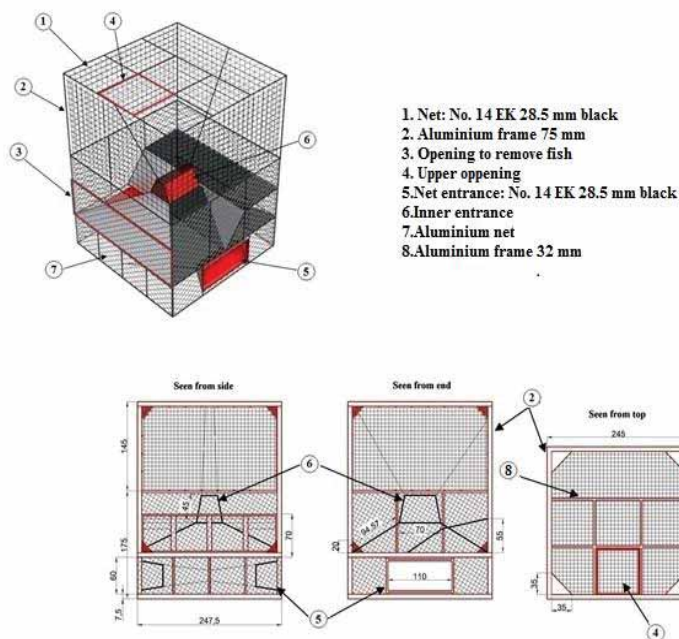 1
4
2
3
6
7
5
1. Net: No. 14 EK 28.5 mm black
2. Aluminium frame 75 mm
3. Opening to remove fish
4. Upper oppening
5.Net entrance: No. 14 EK 28.5 mm black
6.Inner entrance
7.Aluminium net
8.Aluminium frame 32 mm
.
Seen from side
Seen from end
Seen from top
2
245
145
6
8
45
70
175
94,57
70
55
20
60
110
35
35
7,5
247,5
5
4